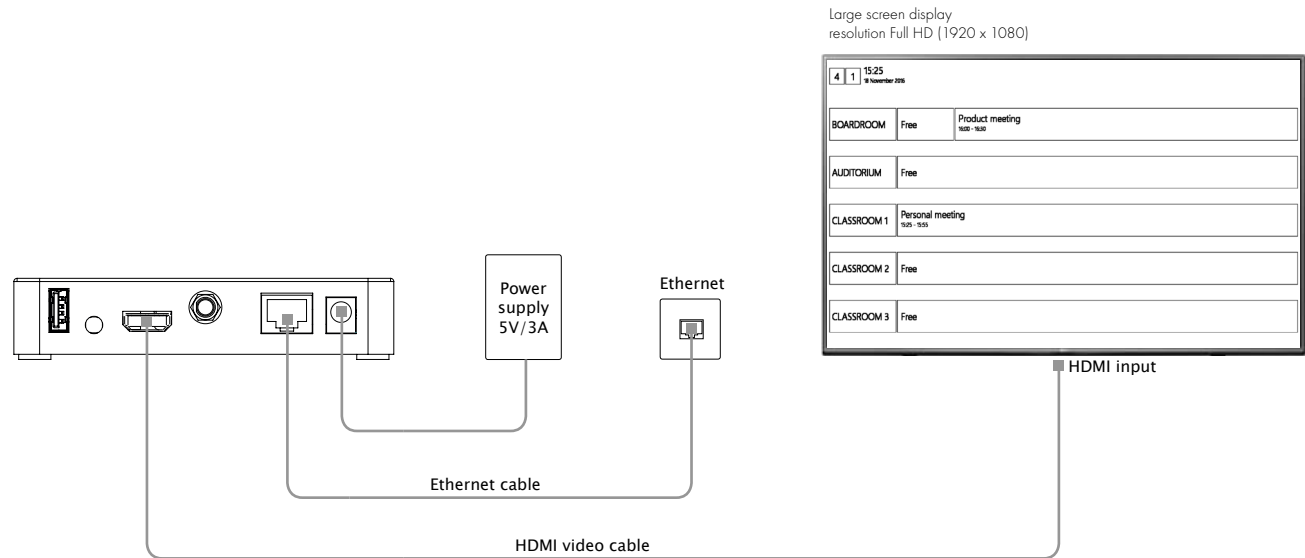 Large screen display
resolution Full HD (1920 x 1080)
4 1 15:25
18 November 2016
BOARDROOM Free Product meeting
16:00 - 16:30
AUDITORIUM Free
CLASSROOM 1 Personal meeting
15:25 - 15:55
CLASSROOM 2 Free
CLASSROOM 3 Free
Power
supply
5V/3A
Ethernet
HDMI input
Ethernet cable
HDMI video cable